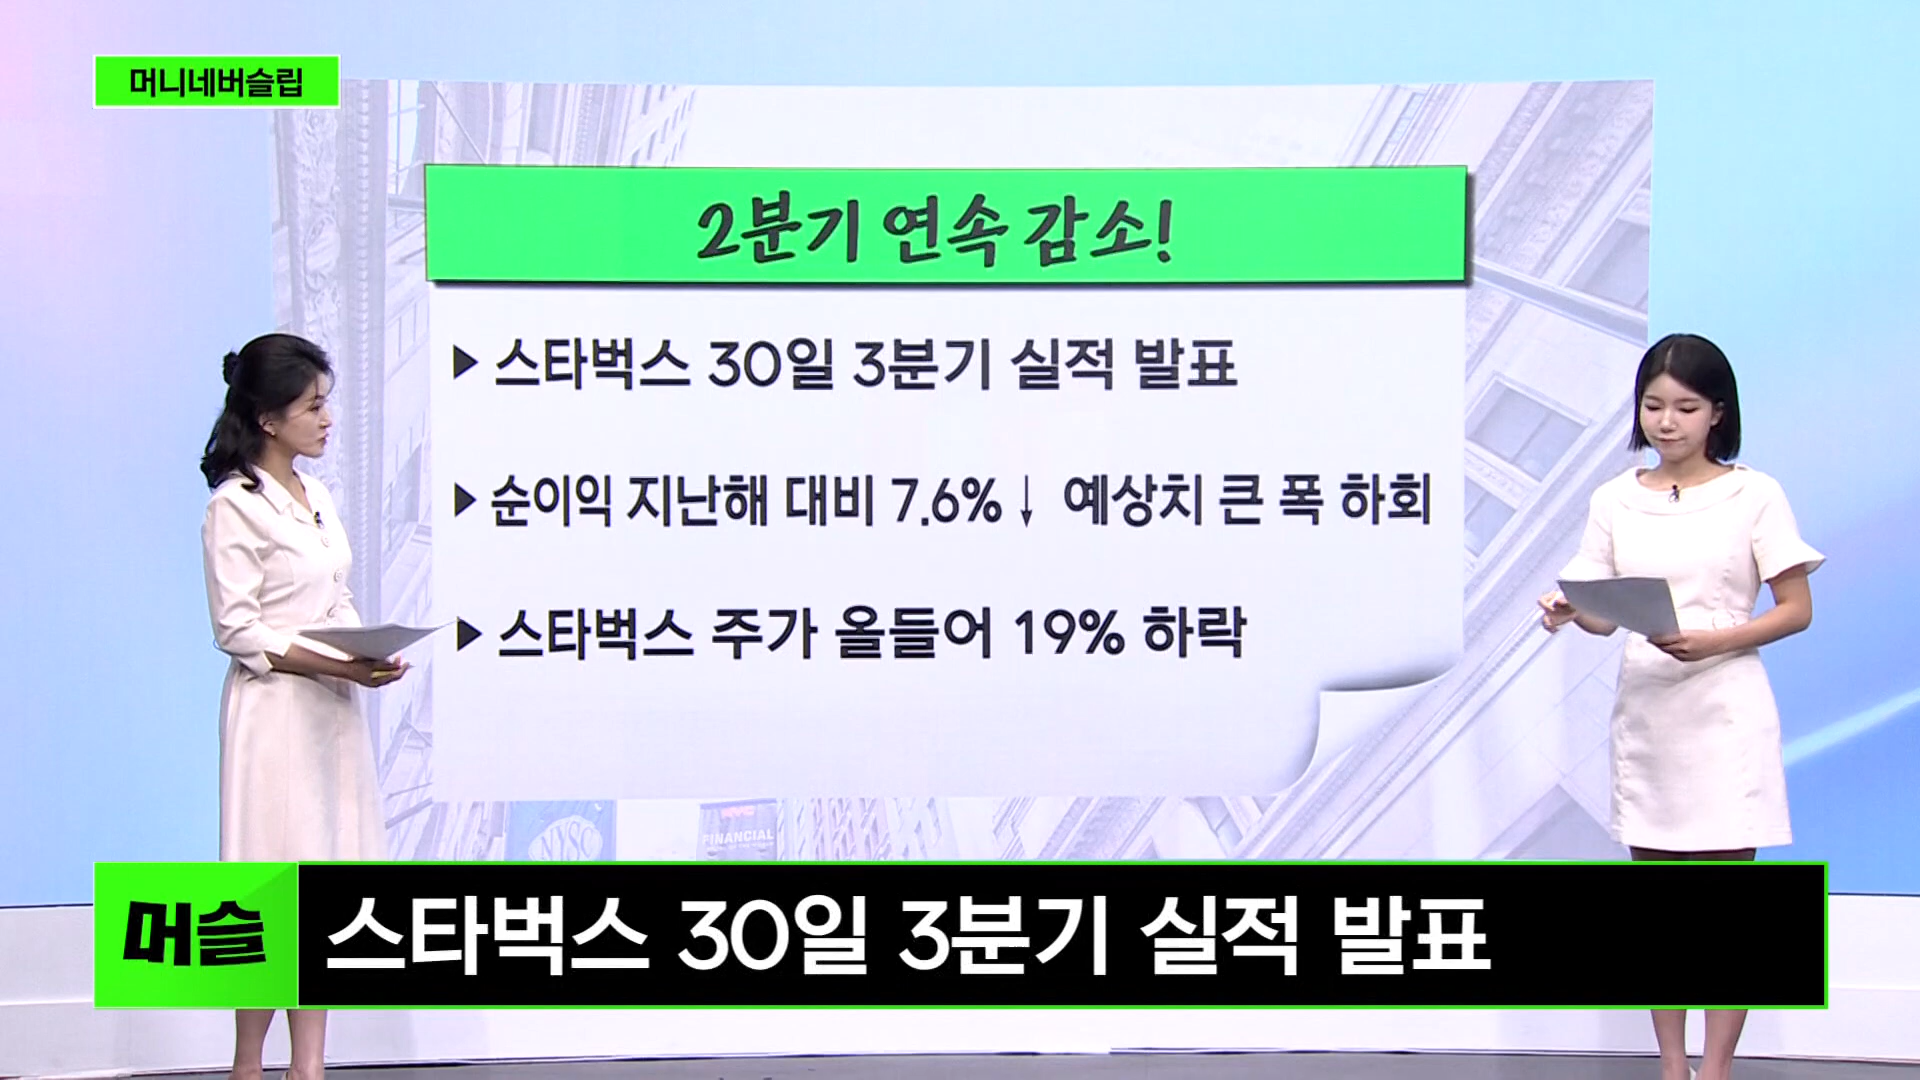 머니네버슬립
2분기 연속 감소!
▶ 스타벅스 30일 3분기 실적 발표
▶ 순이익 지난해 대비 7.6%↓ 예상치 큰 폭 하회
▶ 스타벅스 주가 올들어 19% 하락
NYSC
NYC
FINANCIAL
머슬 스타벅스 30일 3분기 실적 발표